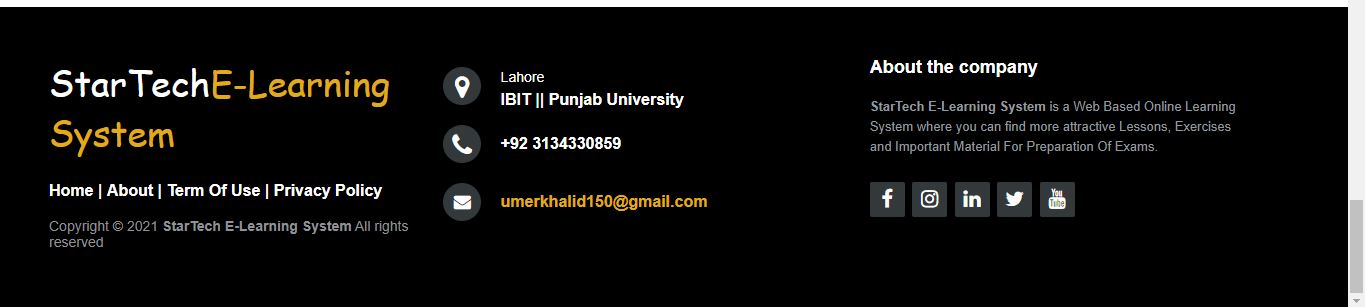 StarTechE-Learning
System
Home | About | Term Of Use | Privacy Policy
Copyright © 2021 StarTech E-Learning System All rights
reserved
Lahore
IBIT || Punjab University
+92 3134330859
umerkhalid150@gmail.com
About the company
StarTech E-Learning System is a Web Based Online Learning
System where you can find more attractive Lessons, Exercises
and Important Material For Preparation Of Exams.
You
Tube